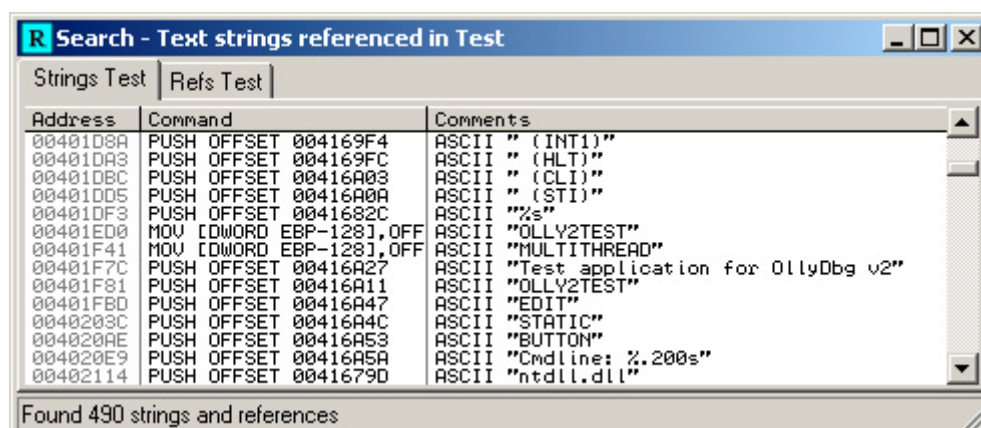 R Search - Text strings referenced in Test
Strings Test Refs Test
Address Command Comments
00401D8A PUSH OFFSET 004169F4 ASCII " (INT1)"
00401DA3 PUSH OFFSET 004169FC ASCII " (HLT)"
00401DBC PUSH OFFSET 00416A03 ASCII " (CLI)"
00401DD5 PUSH OFFSET 00416A0A ASCII " (STI)"
00401DF3 PUSH OFFSET 0041682C ASCII "%s"
00401ED0 MOV [DWORD EBP-128],OFF ASCII "OLLY2TEST"
00401F41 MOV [DWORD EBP-128],OFF ASCII "MULTITHREAD"
00401F7C PUSH OFFSET 00416A27 ASCII "Test application for OllyDbg v2"
00401F81 PUSH OFFSET 00416A11 ASCII "OLLY2TEST"
00401FBD PUSH OFFSET 00416A47 ASCII "EDIT"
0040203C PUSH OFFSET 00416A4C ASCII "STATIC"
004020AE PUSH OFFSET 00416A53 ASCII "BUTTON"
004020E9 PUSH OFFSET 00416A5A ASCII "Cmdline: %.200s"
00402114 PUSH OFFSET 0041679D ASCII "ntdll.dll"
Found 490 strings and references